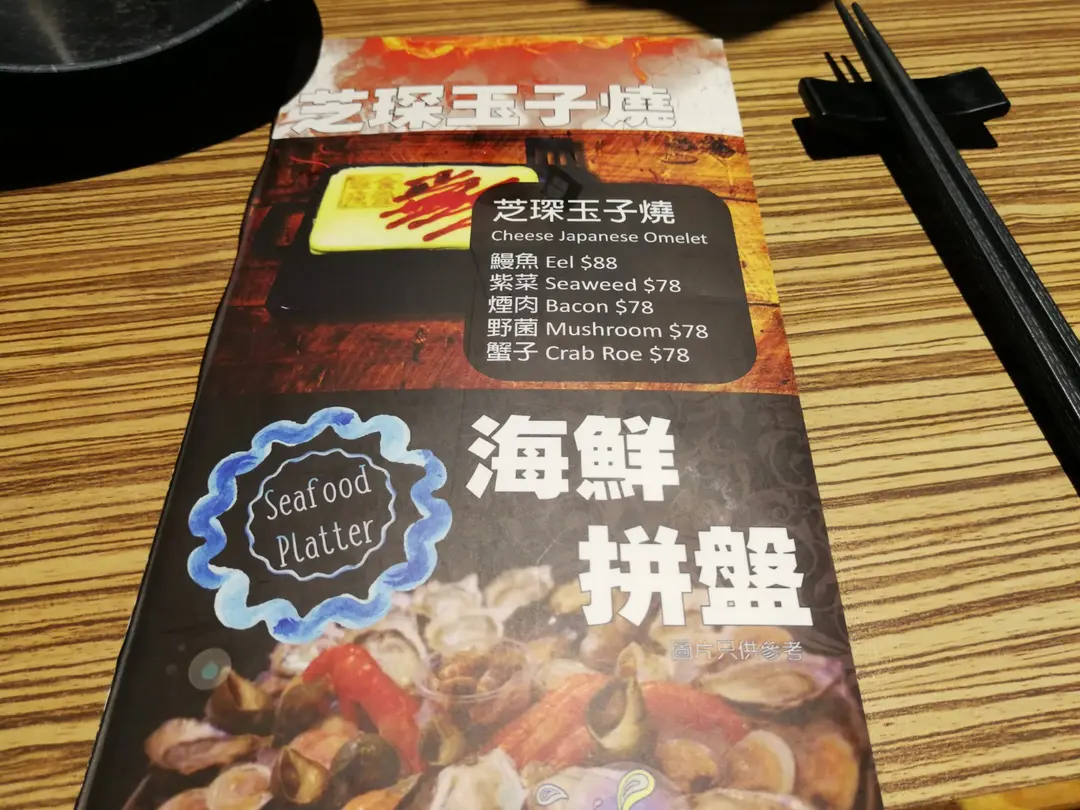 芝琛玉子燒
芝琛玉子燒
Cheese Japanese Omelet
鰻魚 Eel $88
紫菜 Seaweed $78
煙肉 Bacon $78
野菌 Mushroom $78
蟹子 Crab Roe $78
海鮮
拼盤
Seafood
Platter
圖片只供參考